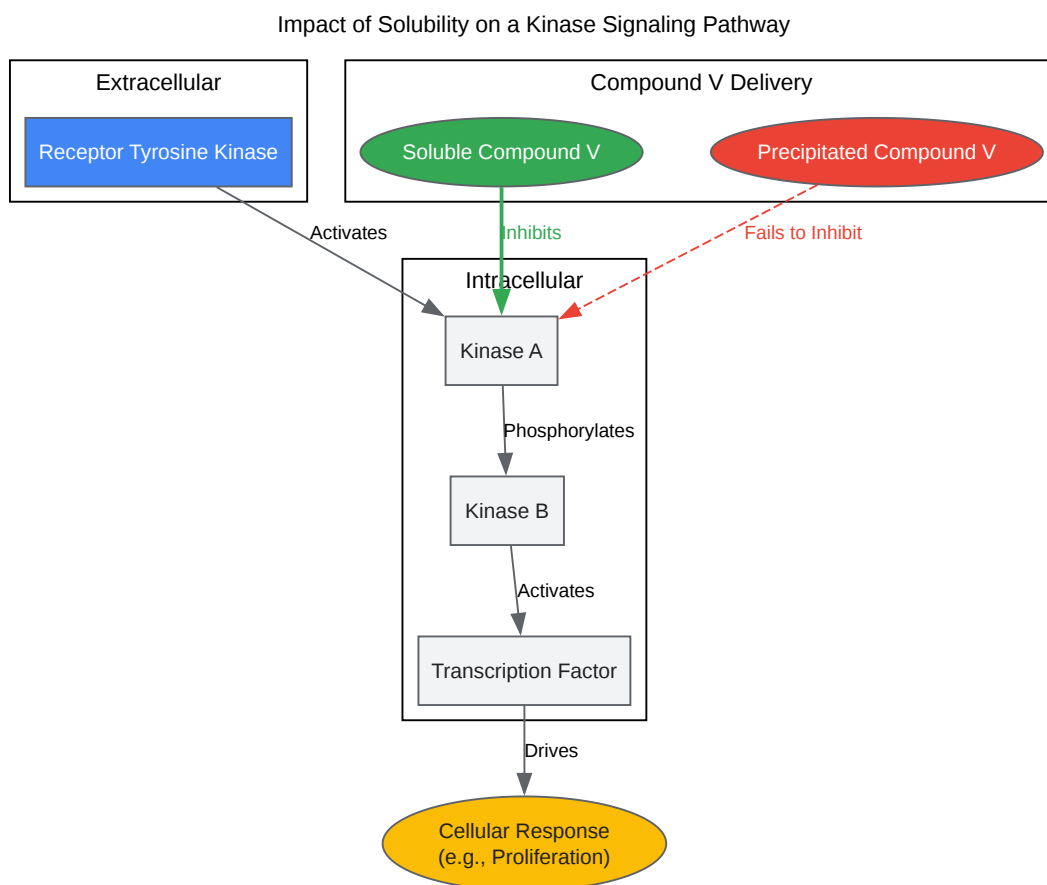 Impact of Solubility on a Kinase Signaling Pathway
Extracellular
Compound V Delivery
Receptor Tyrosine Kinase
Soluble Compound V
Precipitated Compound V
Activates
Inhibits
Fails to Inhibit
Intracellular
Kinase A
Phosphorylates
Kinase B
Activates
Transcription Factor
Drives
Cellular Response
(e.g., Proliferation)